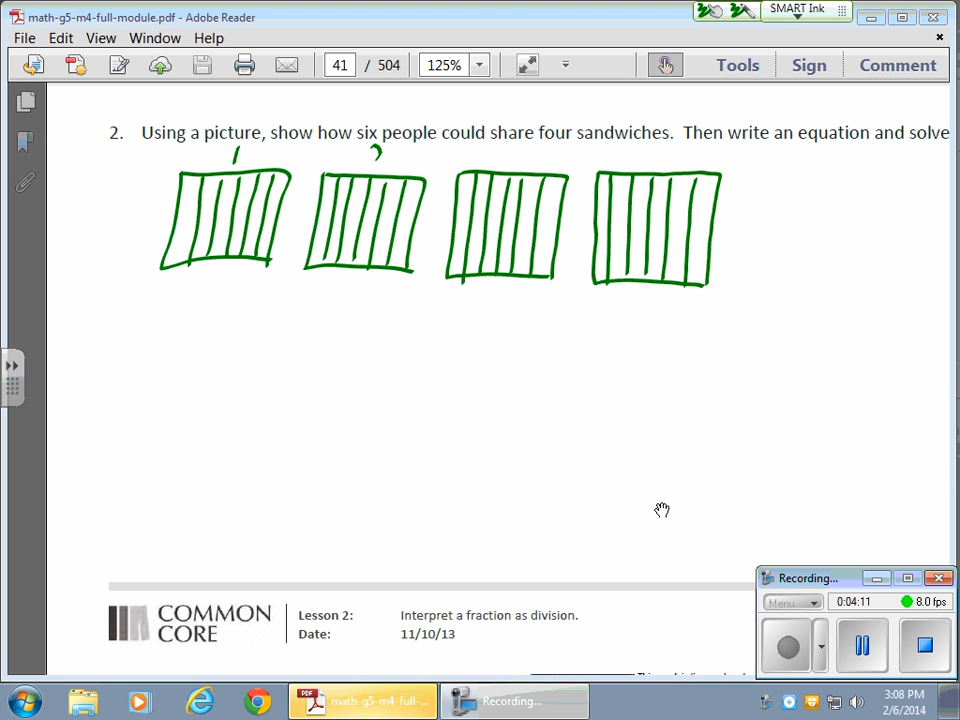 math-g5-m4-full-module.pdf - Adobe Reader
SMART Ink
File Edit View Window Help
41 / 504 125% Tools Sign Comment
2. Using a picture, show how six people could share four sandwiches. Then write an equation and solve
1 2
Recording...
Menu 0:04:11 8.0 fps
COMMON CORE
Lesson 2: Interpret a fraction as division.
Date: 11/10/13
PDF math-g5-m4-full-... Recording...
3:08 PM
2/6/2014